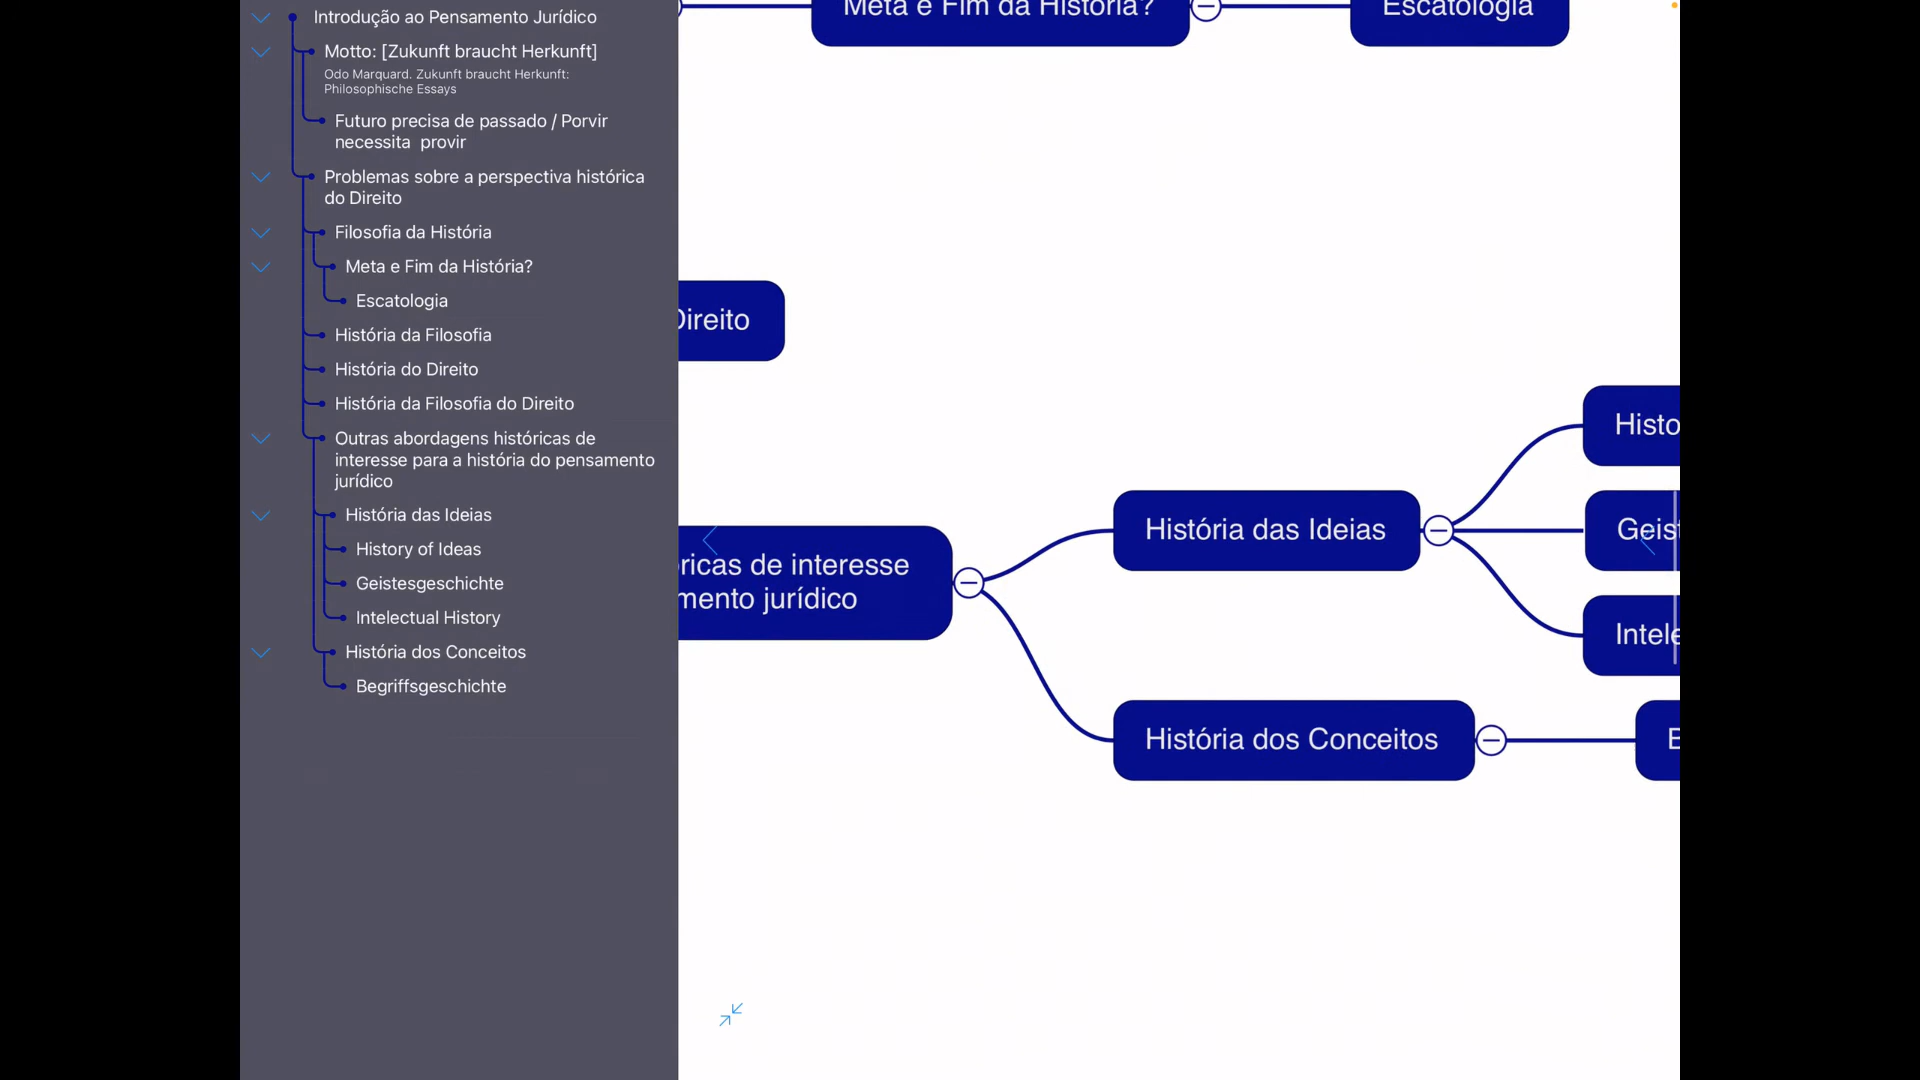 Introdução ao Pensamento Jurídico
Motto: [Zukunft braucht Herkunft]
Odo Marquard. Zukunft braucht Herkunft:
Philosophische Essays
Futuro precisa de passado / Porvir
necessita  provir
Problemas sobre a perspectiva histórica
do Direito
Filosofia da História
Meta e Fim da História?
Escatologia
História da Filosofia
História do Direito
História da Filosofia do Direito
Outras abordagens históricas de
interesse para a história do pensamento
jurídico
História das Ideias
History of Ideas
Geistesgeschichte
Intelectual History
História dos Conceitos
Begriffsgeschichte
Meta e Fim da História?
Escatologia
Direito
ricas de interesse
mento jurídico
História das Ideias
História dos Conceitos
Histo
Geist
Intele